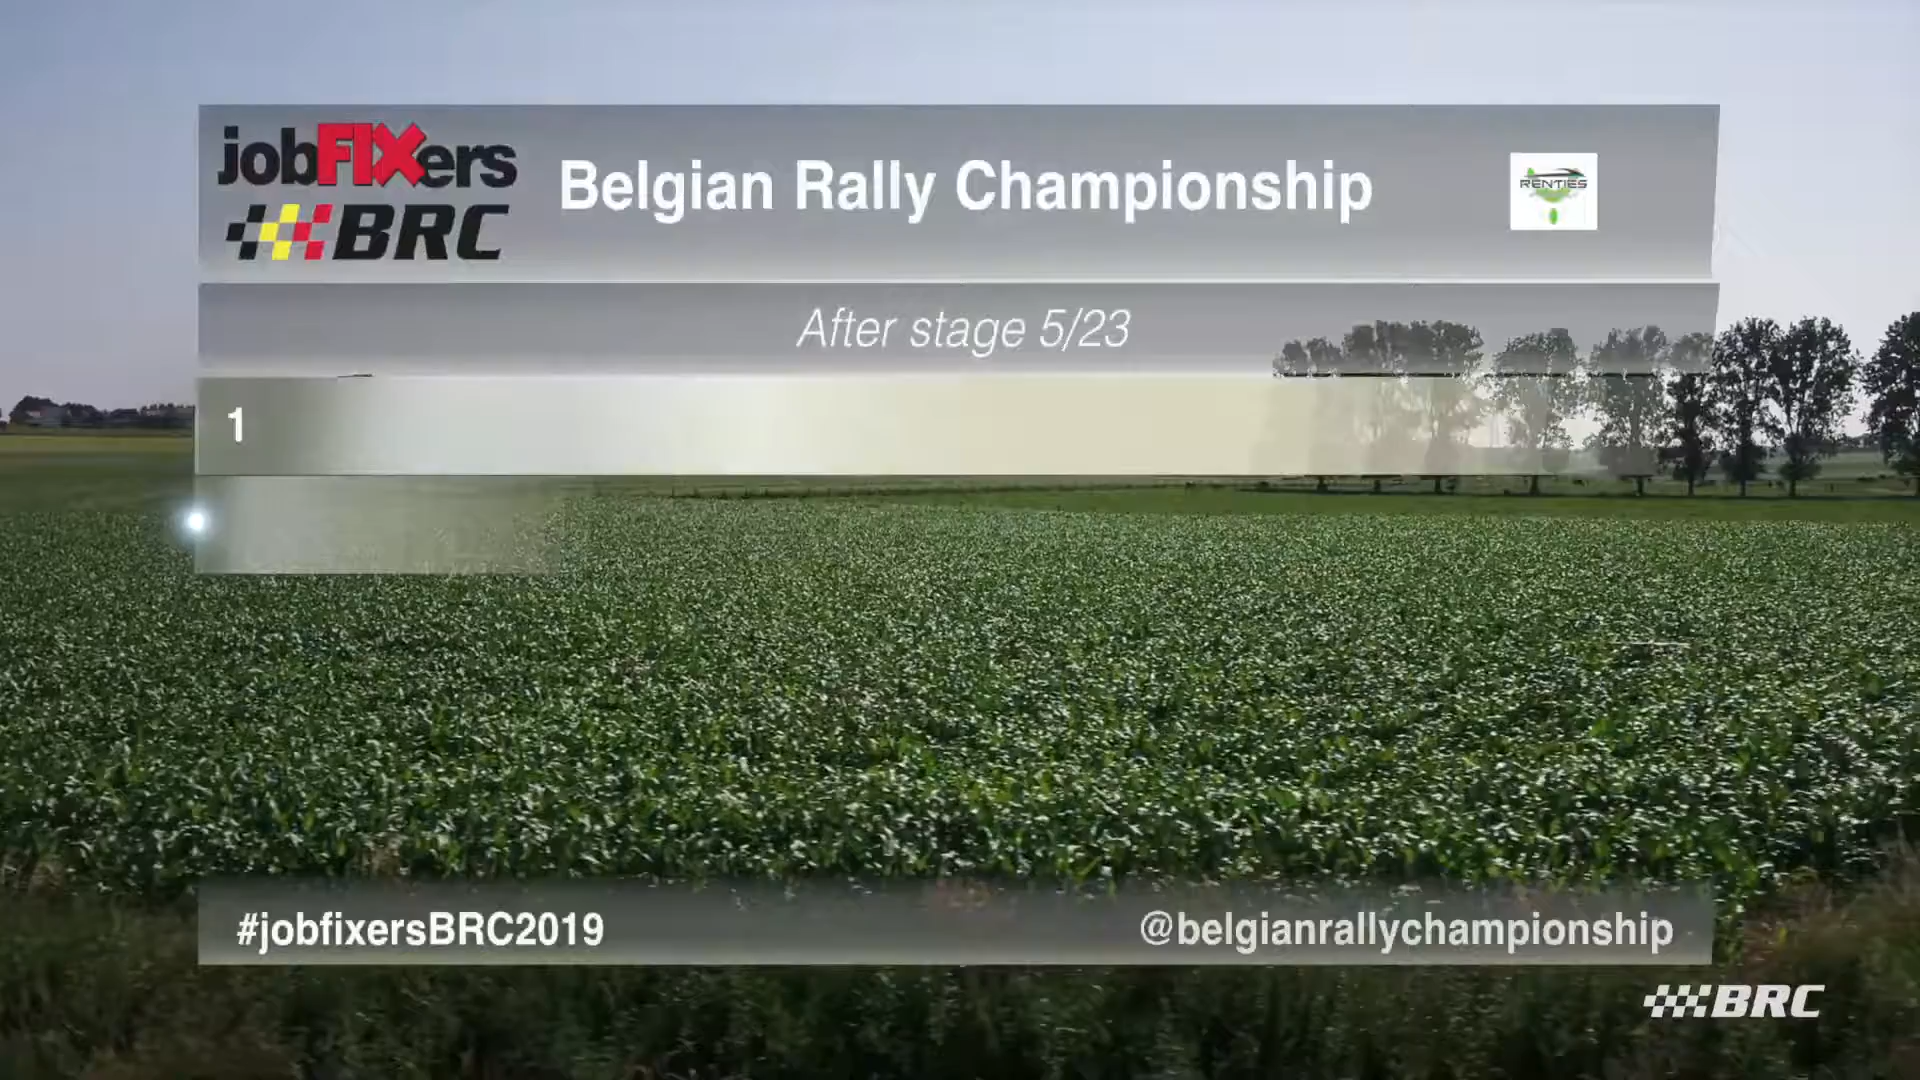 jobFIXers
BRC
Belgian Rally Championship
RENTIES
After stage 5/23
1
#jobfixersBRC2019
@belgianrallychampionship
BRC